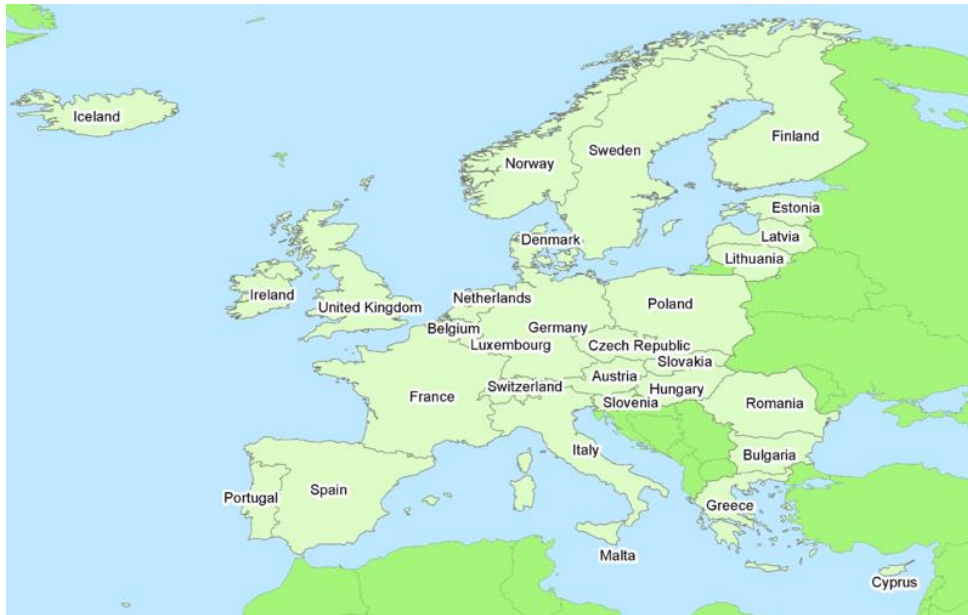 Iceland
Norway
Sweden
Finland
Estonia
Latvia
Lithuania
Denmark
Ireland
United Kingdom
Netherlands
Poland
Belgium
Germany
Luxembourg
Czech Republic
Slovakia
Austria
Switzerland
Hungary
France
Slovenia
Romania
Italy
Bulgaria
Portugal
Spain
Greece
Malta
Cyprus